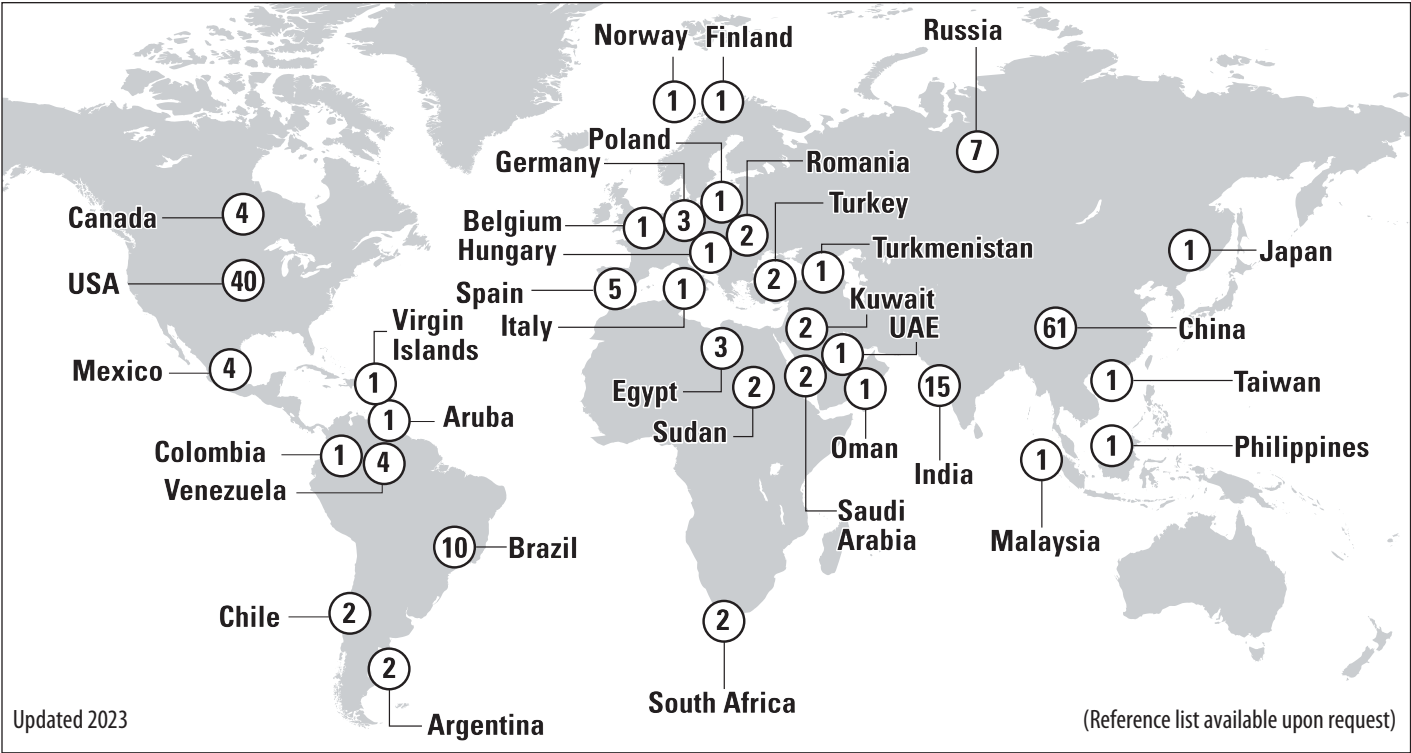 Norway
1
Finland
1
Russia
7
Poland
1
Germany
3
Romania
2
Canada
4
Belgium
1
Turkey
2
Hungary
1
Turkmenistan
1
Japan
1
USA
40
Spain
5
Italy
1
Kuwait
2
UAE
1
China
61
Virgin
Islands
1
Mexico
4
Egypt
3
Sudan
2
Saudi
Arabia
2
Oman
1
India
15
Taiwan
1
Aruba
1
Colombia
1
Venezuela
4
Philippines
1
Malaysia
1
Brazil
10
Chile
2
South Africa
2
Argentina
2
Updated 2023
(Reference list available upon request)